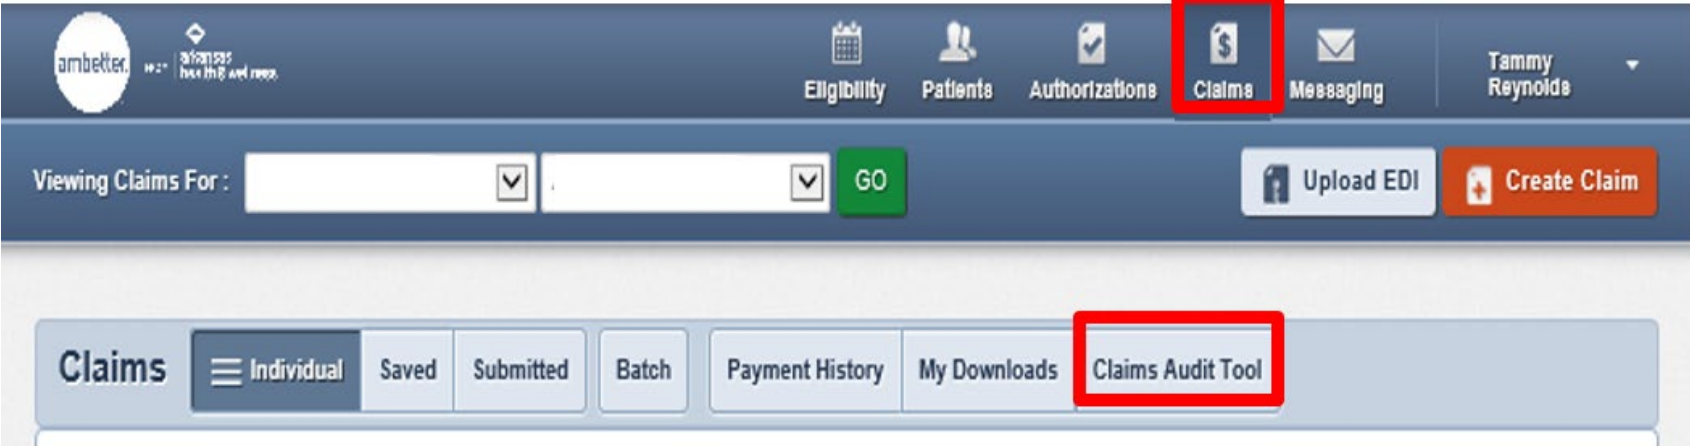 ambetter.
arkansas
Eligibility
Patients
Authorizations
Claims
Messaging
Tammy
Reynolds
Viewing Claims For :
GO
Upload EDI
Create Claim
Claims
Individual
Saved
Submitted
Batch
Payment History
My Downloads
Claims Audit Tool